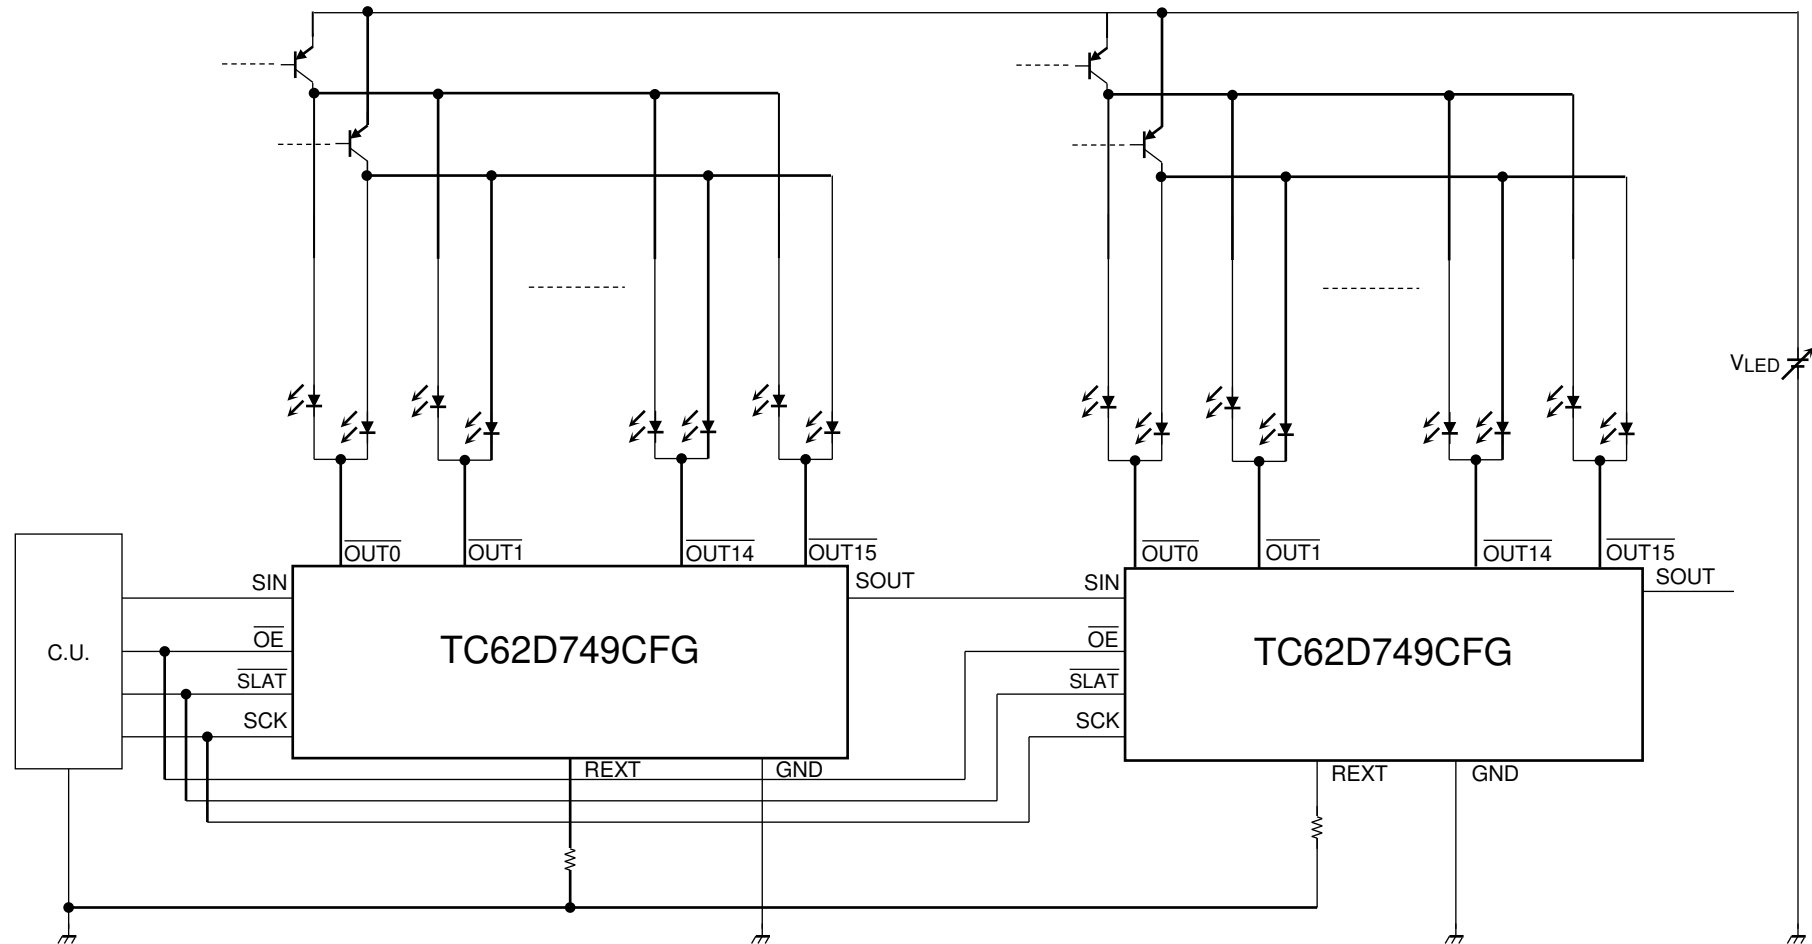 VLED
OUT0 OUT1 OUT14 OUT15
OUT0 OUT1 OUT14 OUT15
SIN SOUT SIN SOUT
C.U. OE TC62D749CFG OE TC62D749CFG
SLAT SLAT
SCK SCK
REXT GND REXT GND